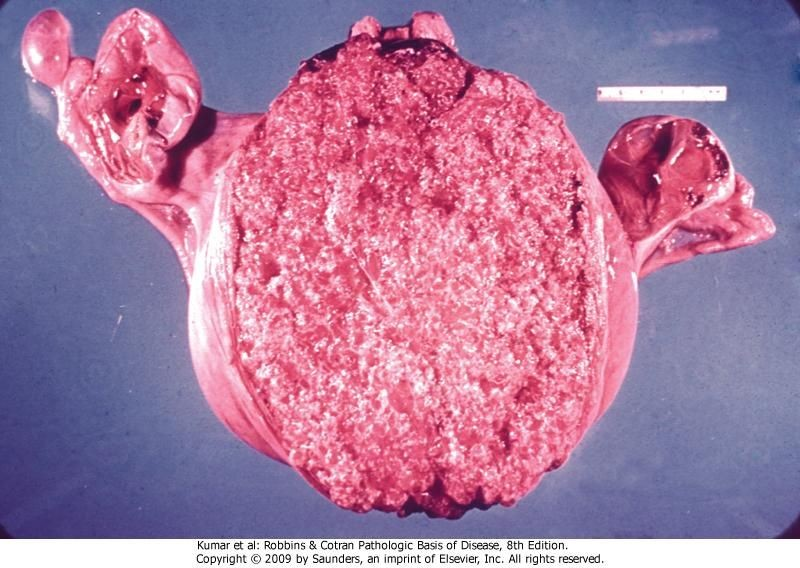 Kumar et al: Robbins & Cotran Pathologic Basis of Disease, 8th Edition.
Copyright © 2009 by Saunders, an imprint of Elsevier, Inc. All rights reserved.